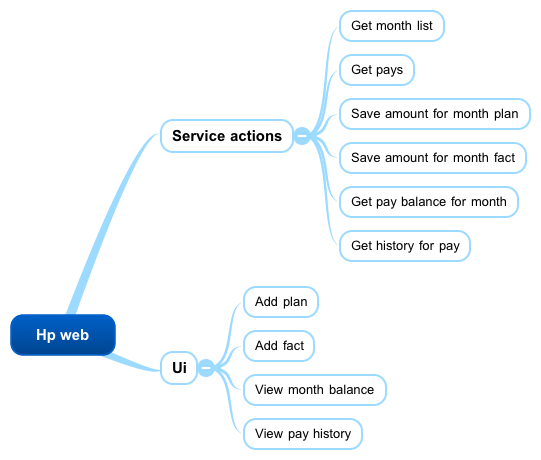 Get month list
Get pays
Save amount for month plan
Service actions
Save amount for month fact
Get pay balance for month
Get history for pay
Hp web
Ui
Add plan
Add fact
View month balance
View pay history